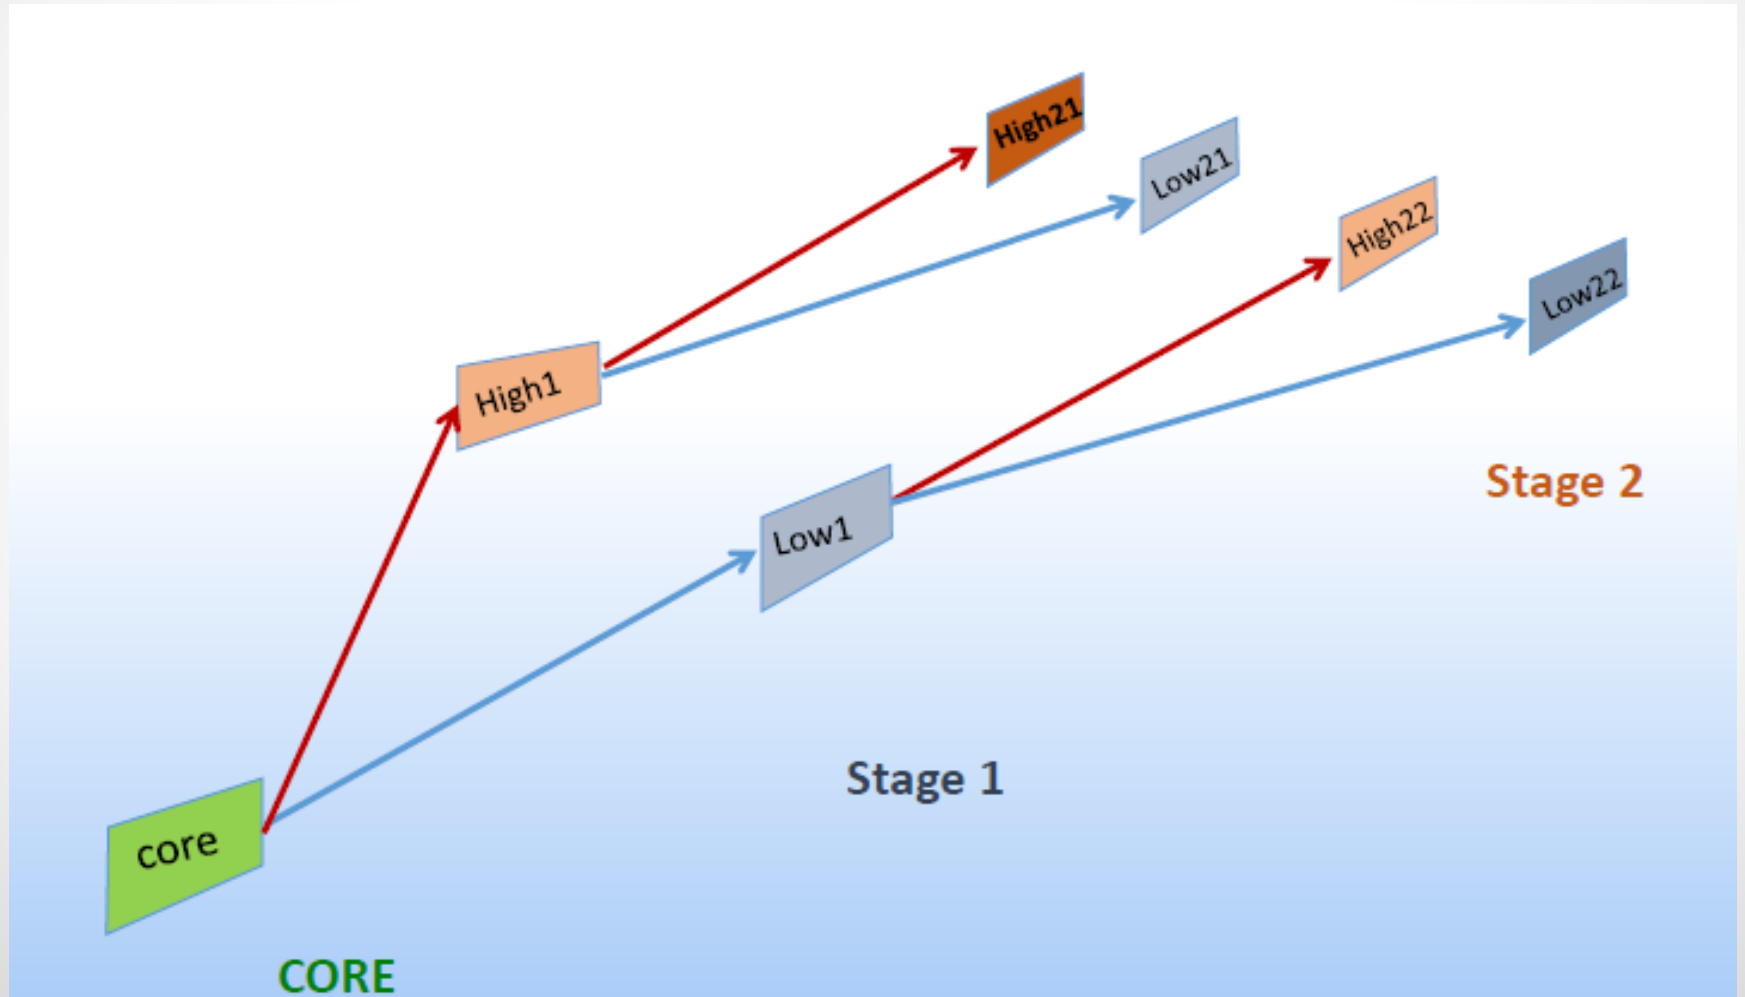 High21
Low21
High22
Low22
High1
Stage 2
Low1
Stage 1
core
CORE